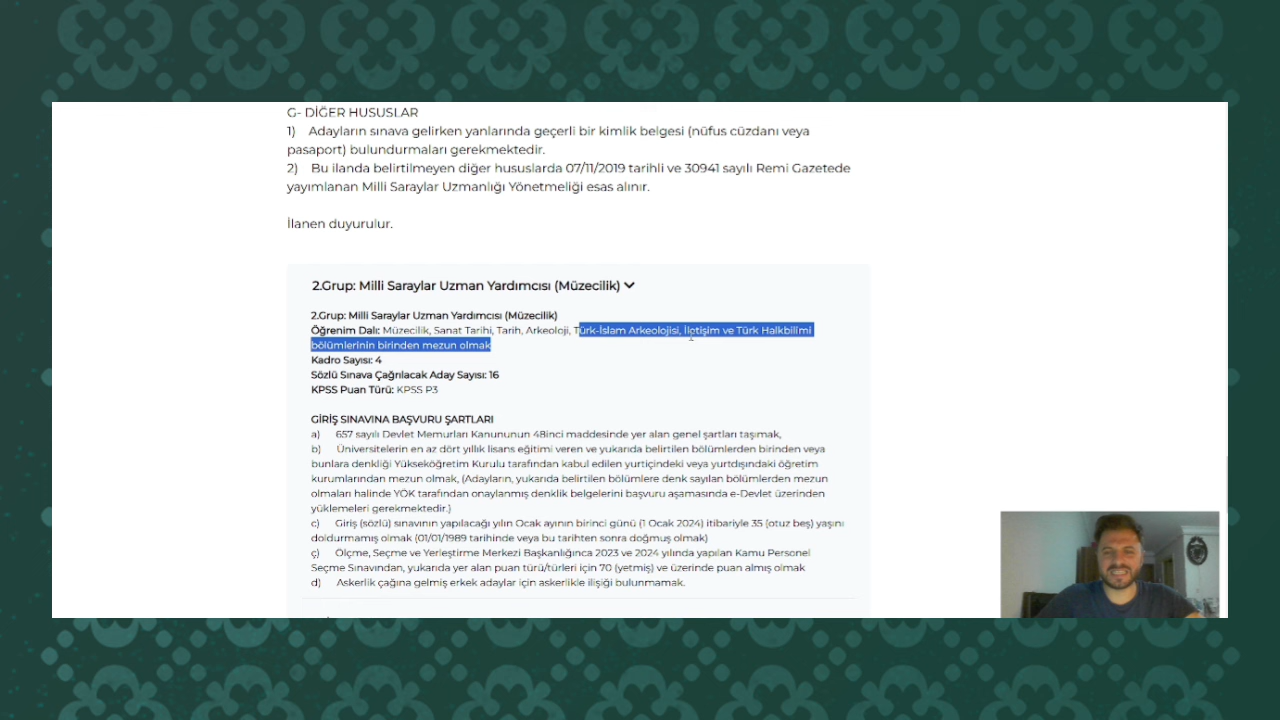 G- DİĞER HUSUSLAR
1) Adayların sınava gelirken yanlarında geçerli bir kimlik belgesi (nüfus cüzdanı veya
pasaport) bulundurmaları gerekmektedir.
2) Bu ilanda belirtilmeyen diğer hususlarda 07/11/2019 tarihli ve 30941 sayılı Remi Gazetede
yayımlanan Milli Saraylar Uzmanlığı Yönetmeliği esas alınır.
İlanen duyurulur.
2.Grup: Milli Saraylar Uzman Yardımcısı (Müzecilik)
2.Grup: Milli Saraylar Uzman Yardımcısı (Müzecilik)
Öğrenim Dalı: Müzecilik, Sanat Tarihi, Tarih, Arkeoloji, Türk-İslam Arkeolojisi, İletişim ve Türk Halkbilimi
bölümlerinin birinden mezun olmak
Kadro Sayısı: 4
Sözlü Sınava Çağrılacak Aday Sayısı: 16
KPSS Puan Türü: KPSS P3
GİRİŞ SINAVINA BAŞVURU ŞARTLARI
a) 657 sayılı Devlet Memurları Kanununun 48inci maddesinde yer alan genel şartları taşımak,
b) Üniversitelerin en az dört yıllık lisans eğitimi veren ve yukarıda belirtilen bölümlerden birinden veya
bunlara denkliği Yükseköğretim Kurulu tarafından kabul edilen yurtiçindeki veya yurtdışındaki öğretim
kurumlarından mezun olmak, (Adayların, yukarıda belirtilen bölümlere denk sayılan bölümlerden mezun
olmaları halinde YÖK tarafından onaylanmış denklik belgelerini başvuru aşamasında e-Devlet üzerinden
yüklemeleri gerekmektedir.)
c) Giriş (sözlü) sınavının yapılacağı yılın Ocak ayının birinci günü (1 Ocak 2024) itibariyle 35 (otuz beş) yaşını
doldurmamış olmak (01/01/1989 tarihinde veya bu tarihten sonra doğmuş olmak)
ç) Ölçme, Seçme ve Yerleştirme Merkezi Başkanlığınca 2023 ve 2024 yılında yapılan Kamu Personel
Seçme Sınavından, yukarıda yer alan puan türü/türleri için 70 (yetmiş) ve üzerinde puan almış olmak
d) Askerlik çağına gelmiş erkek adaylar için askerlikle ilişiği bulunmamak.